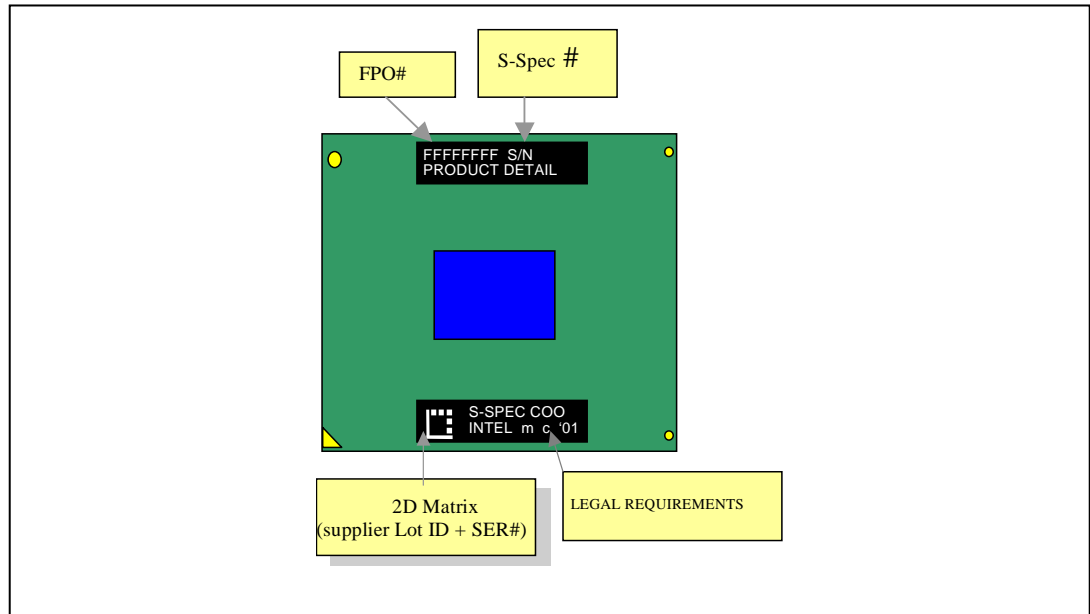 FPO#
S-Spec #
FFFFFFFF S/N
PRODUCT DETAIL
S-SPEC COO
INTEL m c '01
2D Matrix
(supplier Lot ID + SER#)
LEGAL REQUIREMENTS